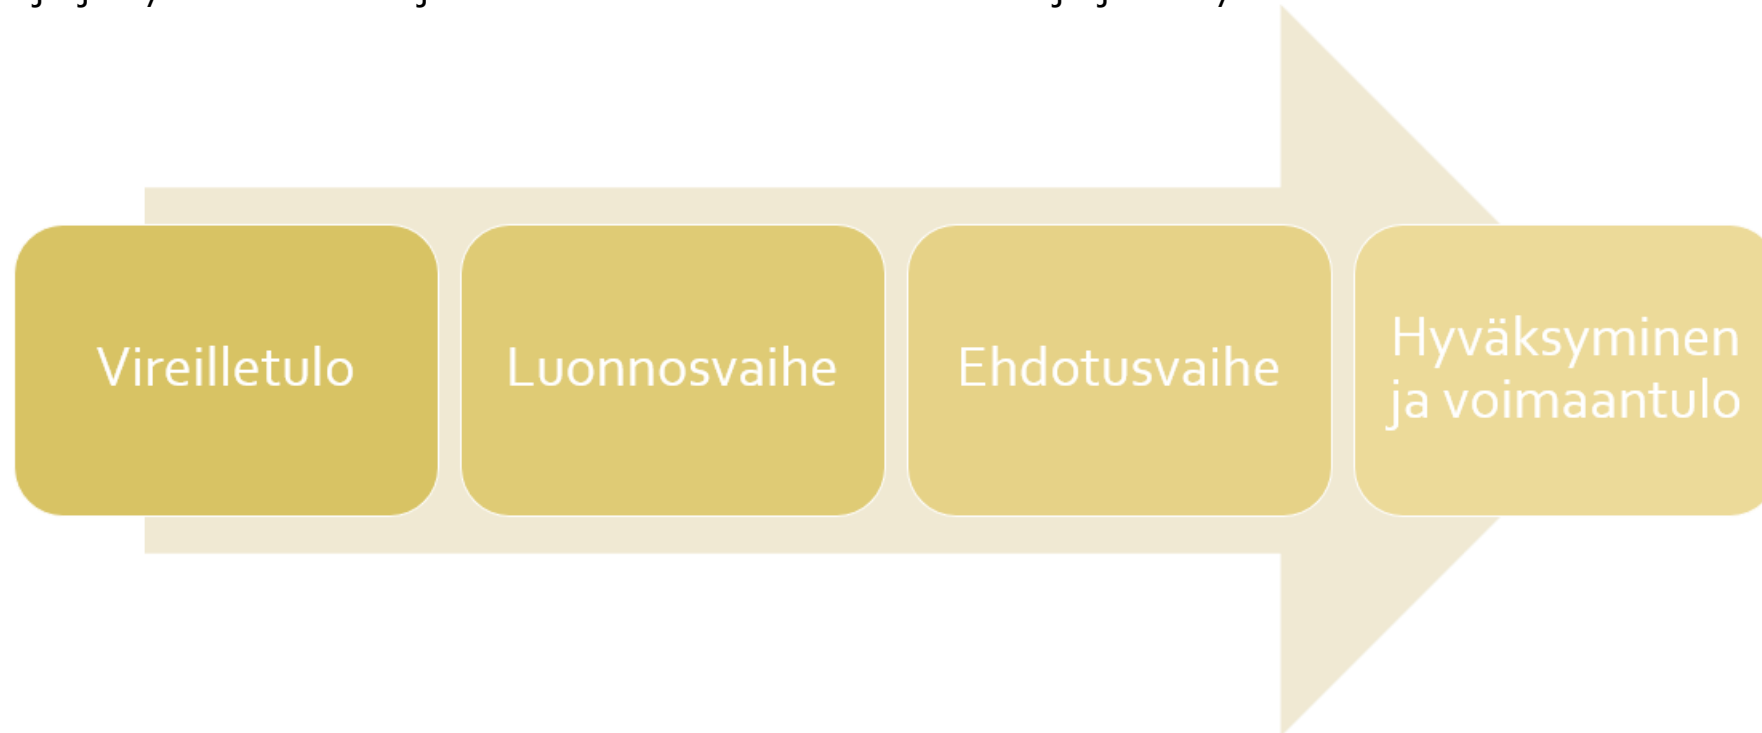 Vireilletulo
Luonnosvaihe
Ehdotusvaihe
Hyväksyminen
ja voimaantulo